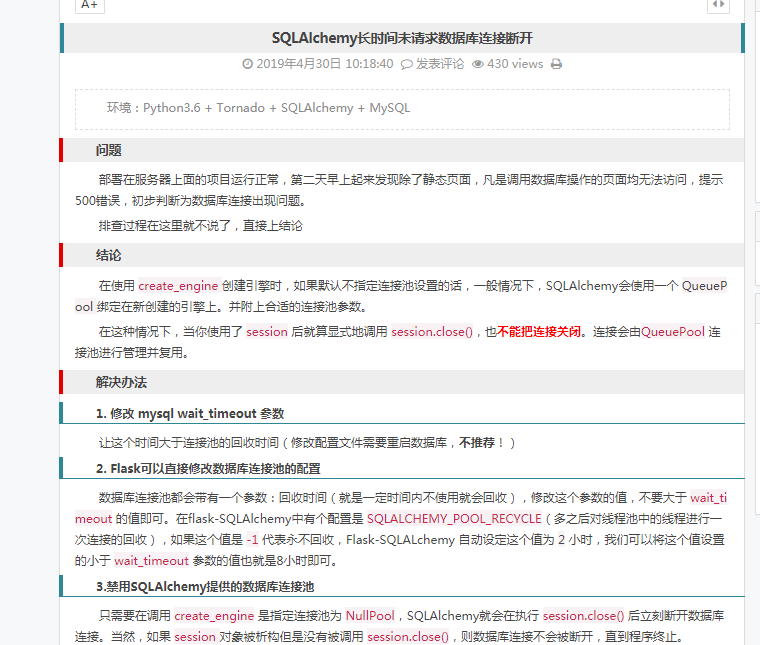 A+
SQLAlchemy长时间未请求数据库连接断开
2019年4月30日 10:18:40 发表评论 430 views
环境：Python3.6 + Tornado + SQLAlchemy + MySQL
问题
部署在服务器上面的项目运行正常，第二天早上起来发现除了静态页面，凡是调用数据库操作的页面均无法访问，提示
500错误，初步判断为数据库连接出现问题。
排查过程在这里就不说了，直接上结论
结论
在使用 create_engine 创建引擎时，如果默认不指定连接池设置的话，一般情况下，SQLAlchemy会使用一个 QueueP
ool 绑定在新创建的引擎上。并附上合适的连接池参数。
在这种情况下，当你使用了 session 后就算显式地调用 session.close()，也不能把连接关闭。连接会由QueuePool 连
接池进行管理并复用。
解决办法
1. 修改 mysql wait_timeout 参数
让这个时间大于连接池的回收时间（修改配置文件需要重启数据库，不推荐！）
2. Flask可以直接修改数据库连接池的配置
数据库连接池都会带有一个参数：回收时间（就是一定时间内不使用就会回收），修改这个参数的值，不要大于 wait_ti
meout 的值即可。在flask-SQLAlchemy中有个配置是 SQLALCHEMY_POOL_RECYCLE（多之后对线程池中的线程进行一
次连接的回收），如果这个值是 -1 代表永不回收，Flask-SQLALchemy 自动设定这个值为 2 小时，我们可以将这个值设置
的小于 wait_timeout 参数的值也就是8小时即可。
3.禁用SQLAlchemy提供的数据库连接池
只需要在调用 create_engine 是指定连接池为 NullPool，SQLAlchemy就会在执行 session.close() 后立刻断开数据库
连接。当然，如果 session 对象被析构但是没有被调用 session.close()，则数据库连接不会被断开，直到程序终止。